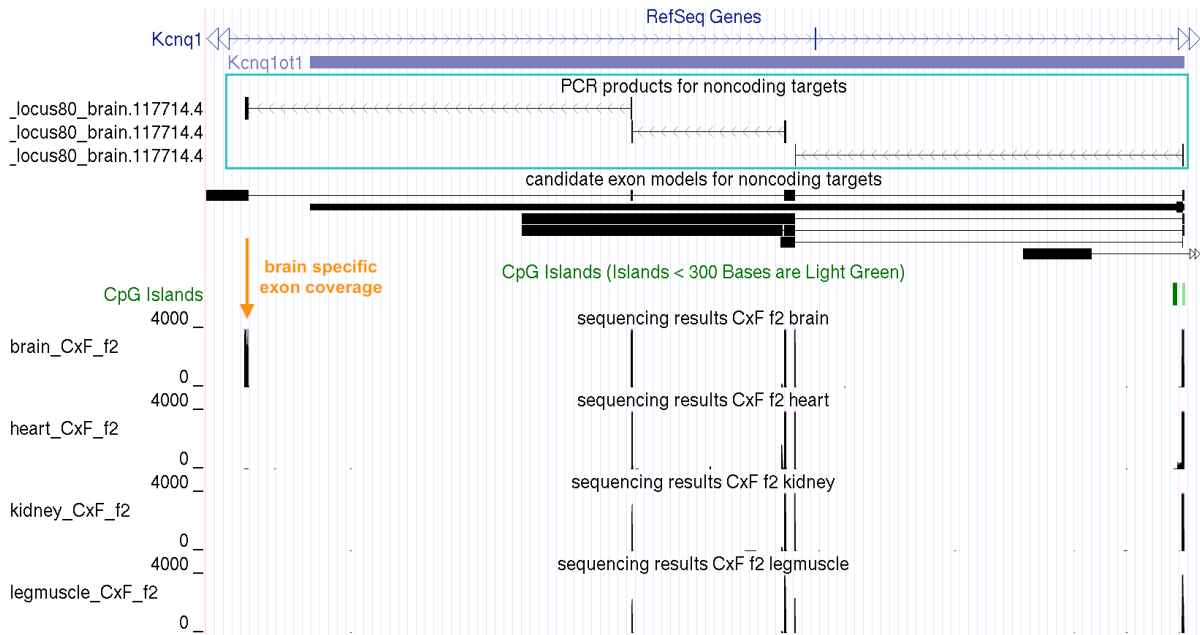 RefSeq Genes
Kcnq1
Kcnq1ot1
PCR products for noncoding targets
_locus80_brain.117714.4
_locus80_brain.117714.4
_locus80_brain.117714.4
candidate exon models for noncoding targets
brain specific
exon coverage
CpG Islands (Islands < 300 Bases are Light Green)
CpG Islands
sequencing results CxF f2 brain
4000
brain_CxF_f2
0
sequencing results CxF f2 heart
4000
heart_CxF_f2
0
sequencing results CxF f2 kidney
4000
kidney_CxF_f2
0
sequencing results CxF f2 legmuscle
4000
legmuscle_CxF_f2
0